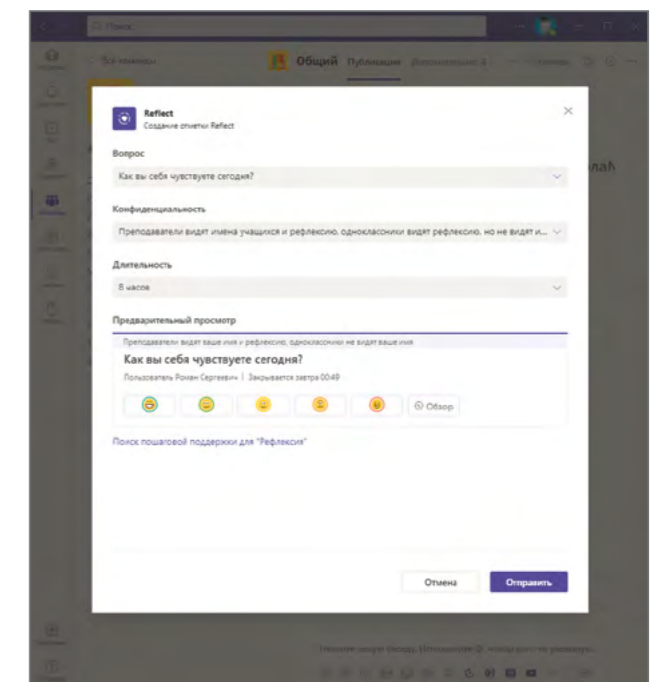 Поиск
Все команды
Общий Публикации
Reflect
Создание отметки Reflect
Вопрос
Как вы себя чувствуете сегодня?
Конфиденциальность
Преподаватели видят имена учащихся и рефлексию, одноклассники видят рефлексию, но не видят и...
Длительность
8 часов
Предварительный просмотр
Преподаватели видят ваше имя и рефлексию, одноклассники не видят ваше имя
Как вы себя чувствуете сегодня?
Пользователь Роман Сергеевич | Закрывается завтра 00:49
Обзор
Поиск пошаговой поддержки для "Рефлексия"
Отмена Отправить